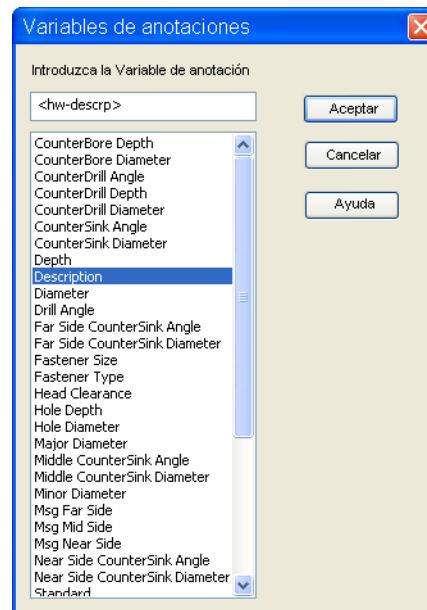 Variables de anotaciones
Introduzca la Variable de anotación
<hw-descrp>
Aceptar
Cancelar
Ayuda
CounterBore Depth
CounterBore Diameter
CounterDrill Angle
CounterDrill Depth
CounterDrill Diameter
CounterSink Angle
CounterSink Diameter
Depth
Description
Diameter
Drill Angle
Far Side CounterSink Angle
Far Side CounterSink Diameter
Fastener Size
Fastener Type
Head Clearance
Hole Depth
Hole Diameter
Major Diameter
Middle CounterSink Angle
Middle CounterSink Diameter
Minor Diameter
Msg Far Side
Msg Mid Side
Msg Near Side
Near Side CounterSink Angle
Near Side CounterSink Diameter
Standard